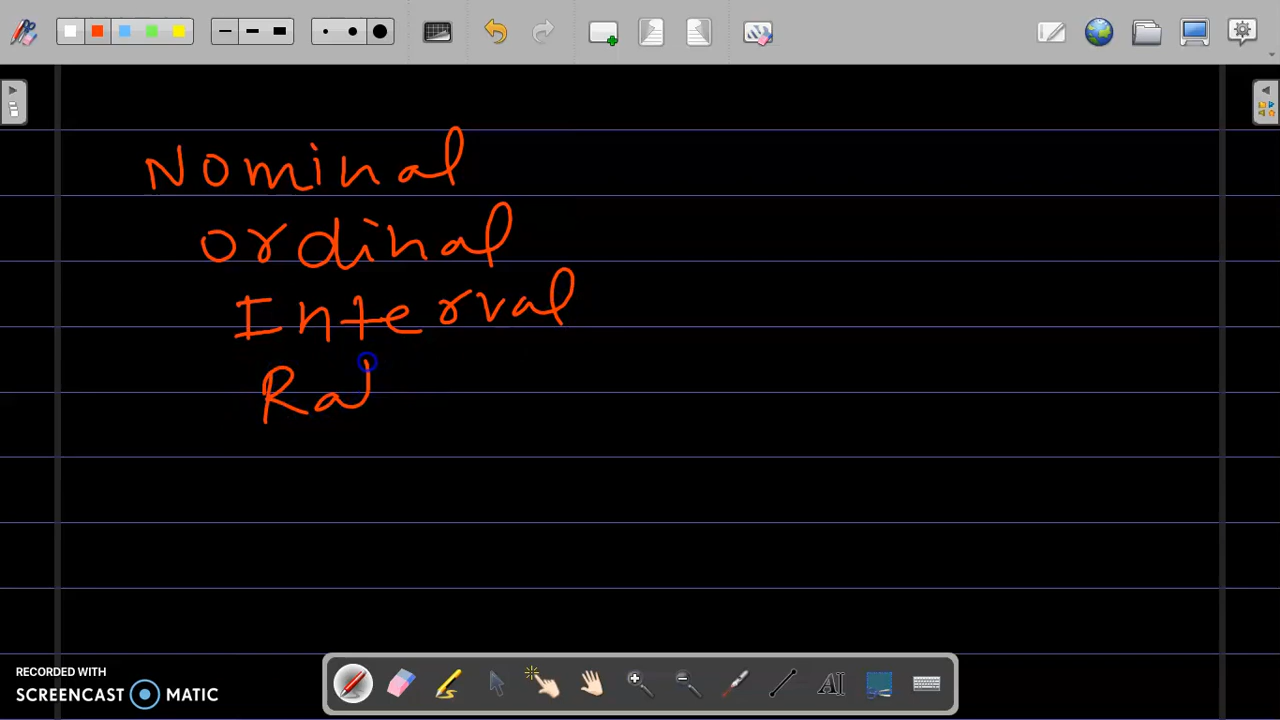 Nominal
ordinal
Interval
Ra
RECORDED WITH
SCREENCAST MATIC